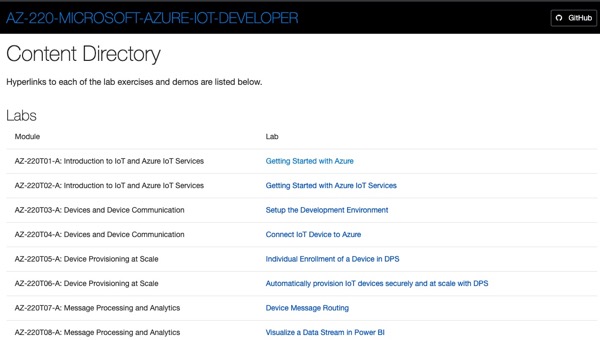 AZ-220-MICROSOFT-AZURE-IOT-DEVELOPER
GitHub
Content Directory
Hyperlinks to each of the lab exercises and demos are listed below.
Labs
Module Lab
AZ-220T01-A: Introduction to IoT and Azure IoT Services Getting Started with Azure
AZ-220T02-A: Introduction to IoT and Azure IoT Services Getting Started with Azure IoT Services
AZ-220T03-A: Devices and Device Communication Setup the Development Environment
AZ-220T04-A: Devices and Device Communication Connect IoT Device to Azure
AZ-220T05-A: Device Provisioning at Scale Individual Enrollment of a Device in DPS
AZ-220T06-A: Device Provisioning at Scale Automatically provision IoT devices securely and at scale with DPS
AZ-220T07-A: Message Processing and Analytics Device Message Routing
AZ-220T08-A: Message Processing and Analytics Visualize a Data Stream in Power BI